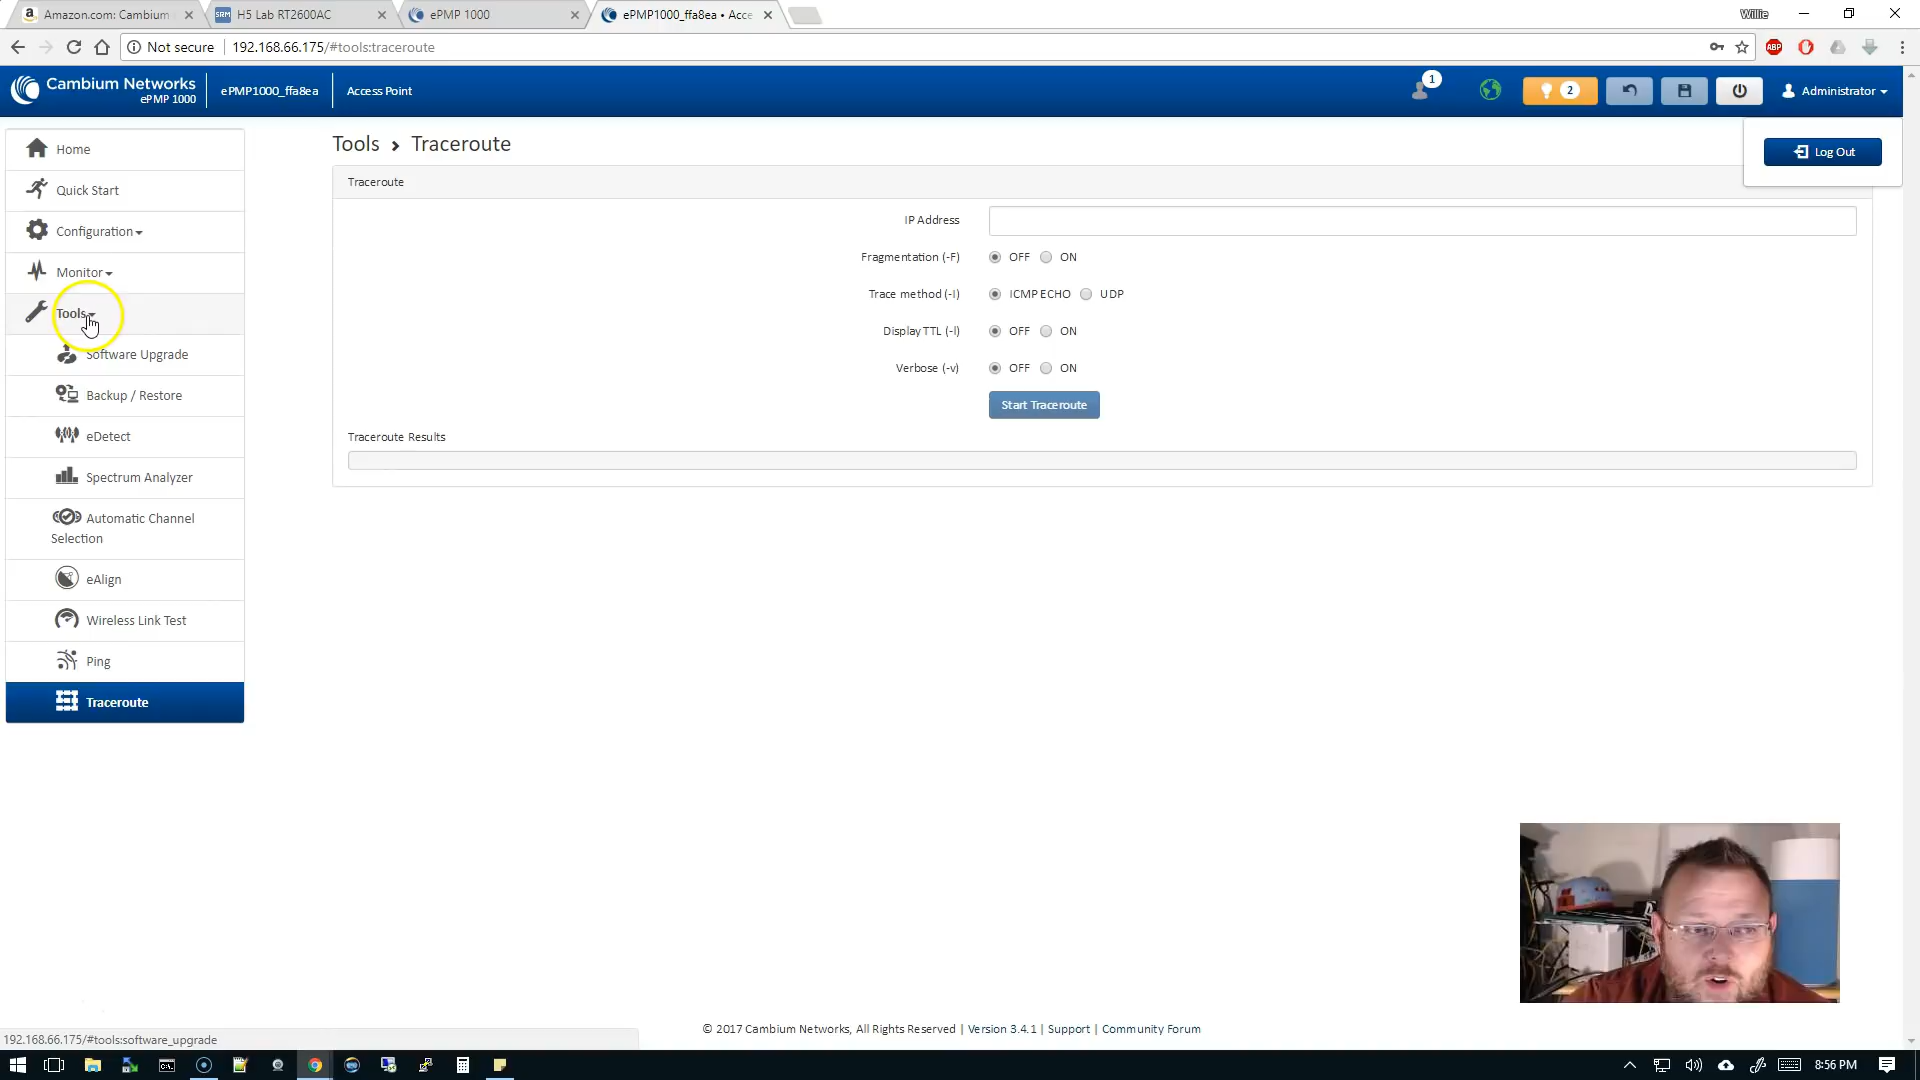 Amazon.com: Cambium
H5 Lab RT2600AC
ePMP 1000
ePMP1000_ffa8ea • Acce
Willie
Not secure
192.168.66.175/#tools:traceroute
ABP
Cambium Networks
ePMP 1000
ePMP1000_ffa8ea
Access Point
1
2
Administrator
Log Out
Home
Quick Start
Configuration
Monitor
Tools
Software Upgrade
Backup / Restore
eDetect
Spectrum Analyzer
Automatic Channel
Selection
eAlign
Wireless Link Test
Ping
Traceroute
Tools > Traceroute
Traceroute
IP Address
Fragmentation (-F) OFF ON
Trace method (-I) ICMP ECHO UDP
Display TTL (-l) OFF ON
Verbose (-v) OFF ON
Start Traceroute
Traceroute Results
© 2017 Cambium Networks, All Rights Reserved | Version 3.4.1 | Support | Community Forum
192.168.66.175/#tools:software_upgrade
8:56 PM